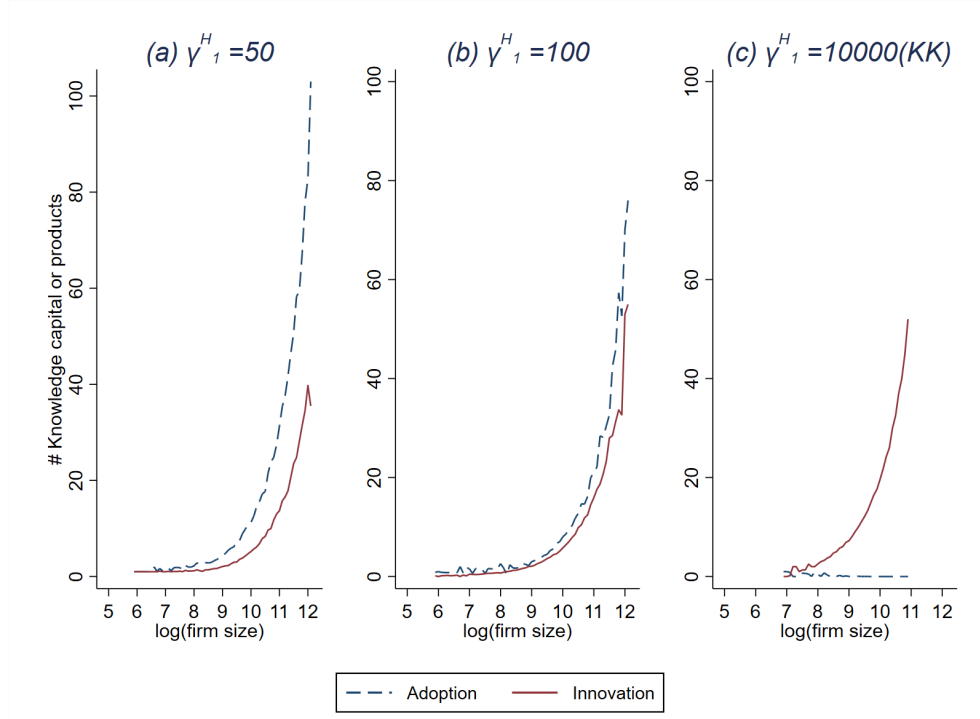 (a) γ^H_1 =50
(b) γ^H_1 =100
(c) γ^H_1 =10000(KK)
# Knowledge capital or products
100
80
60
40
20
0
100
80
60
40
20
0
100
80
60
40
20
0
5 6 7 8 9 10 11 12
5 6 7 8 9 10 11 12
5 6 7 8 9 10 11 12
log(firm size)
log(firm size)
log(firm size)
Adoption
Innovation